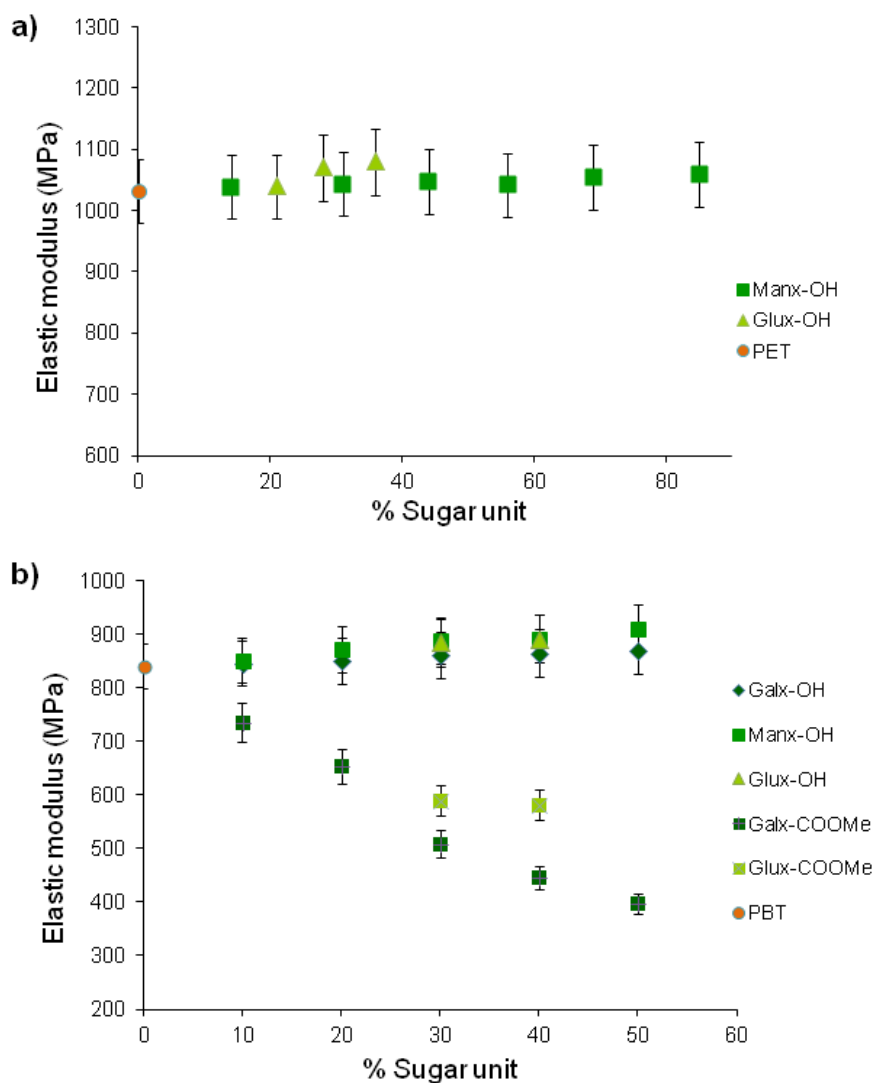 a)
1300
1200
1100
1000
900
800
700
600
Elastic modulus (MPa)
0 20 40 60 80
% Sugar unit
Manx-OH
Glux-OH
PET
b)
1000
900
800
700
600
500
400
300
200
Elastic modulus (MPa)
0 10 20 30 40 50 60
% Sugar unit
Galx-OH
Manx-OH
Glux-OH
Galx-COOMe
Glux-COOMe
PBT